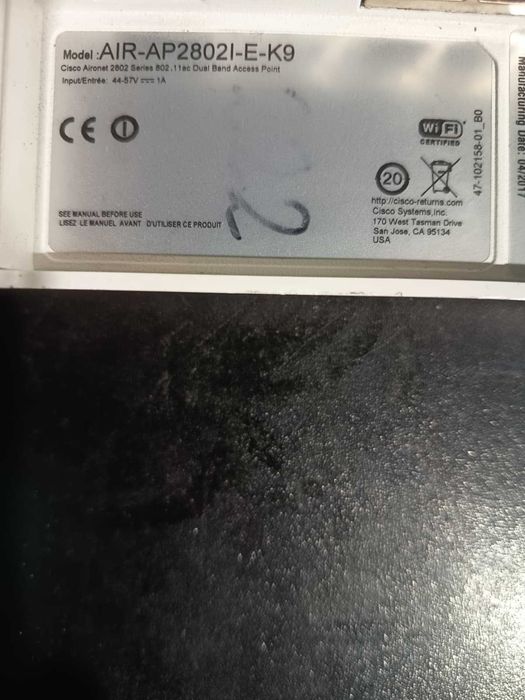 Model :AIR-AP2802I-E-K9
Cisco Aironet 2802 Series 802.11ac Dual Band Access Point
Input/Entrée: 44-57V 1A
CE
Wi Fi
CERTIFIED
20
47-102158-01_B0
Manufacturing Date: 04/2017
http://cisco-returns.com
Cisco Systems,Inc.
170 West Tasman Drive
San Jose, CA 95134
USA
SEE MANUAL BEFORE USE
LISEZ LE MANUEL AVANT D'UTILISER CE PRODUIT
2